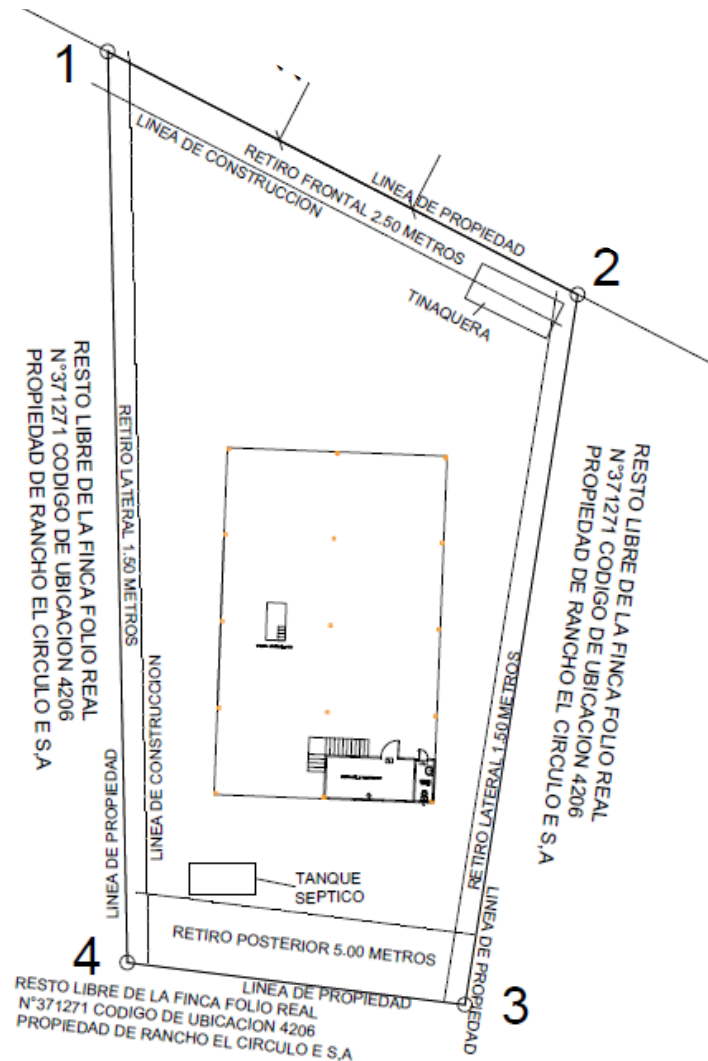 1
LINEA DE PROPIEDAD
RETIRO FRONTAL 2.50 METROS
LINEA DE CONSTRUCCION
2
TINAQUERA
RESTO LIBRE DE LA FINCA FOLIO REAL
N°371271 CODIGO DE UBICACION 4206
PROPIEDAD DE RANCHO EL CIRCULO E S,A
RETIRO LATERAL 1.50 METROS
LINEA DE CONSTRUCCION
LINEA DE PROPIEDAD
RESTO LIBRE DE LA FINCA FOLIO REAL
N°371271 CODIGO DE UBICACION 4206
PROPIEDAD DE RANCHO EL CIRCULO E S,A
RETIRO LATERAL 1.50 METROS
LINEA DE PROPIEDAD
TANQUE
SEPTICO
RETIRO POSTERIOR 5.00 METROS
4
LINEA DE PROPIEDAD
3
RESTO LIBRE DE LA FINCA FOLIO REAL
N°371271 CODIGO DE UBICACION 4206
PROPIEDAD DE RANCHO EL CIRCULO E S,A